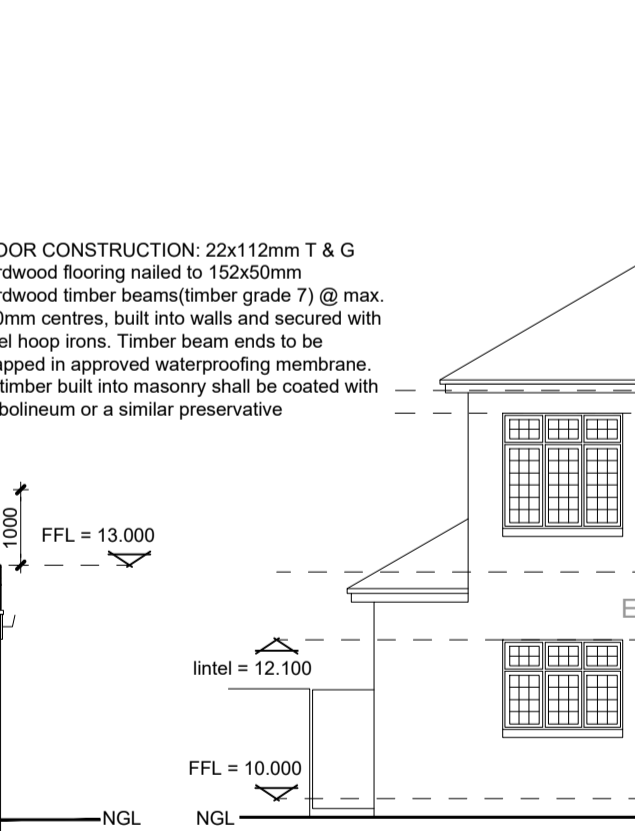 OOR CONSTRUCTION: 22x112mm T & G
rdwood flooring nailed to 152x50mm
rdwood timber beams(timber grade 7) @ max.
0mm centres, built into walls and secured with
el hoop irons. Timber beam ends to be
apped in approved waterproofing membrane.
timber built into masonry shall be coated with
bolineum or a similar preservative
1000
FFL = 13.000
E
lintel = 12.100
FFL = 10.000
NGL
NGL